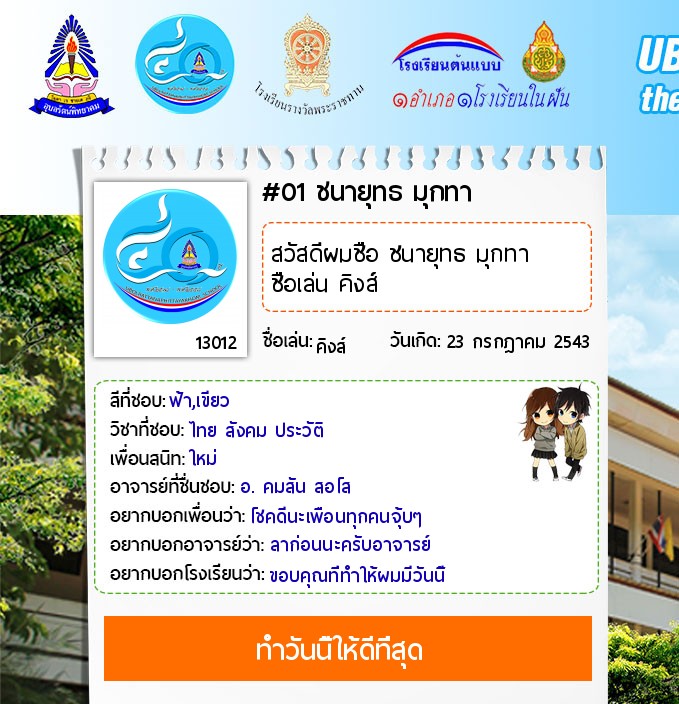 อุบลรัตน์พิทยาคม
โรงเรียนรางวัลพระราชทาน
โรงเรียนต้นแบบ
๑อำเภอ๑โรงเรียนในฝัน
UB
the
#01 ชนายุทธ มุกทา
สวัสดีผมชื่อ ชนายุทธ มุกทา
ชื่อเล่น คิงส์
13012
ชื่อเล่น: คิงส์ วันเกิด: 23 กรกฎาคม 2543
สีที่ชอบ: ฟ้า,เขียว
วิชาที่ชอบ: ไทย สังคม ประวัติ
เพื่อนสนิท: ใหม่
อาจารย์ที่ชื่นชอบ: อ. คมสัน สอโส
อยากบอกเพื่อนว่า: โชคดีนะเพื่อนทุกคนจุ้บๆ
อยากบอกอาจารย์ว่า: ลาก่อนนะครับอาจารย์
อยากบอกโรงเรียนว่า: ขอบคุณที่ทำให้ผมมีวันนี้
ทำวันนี้ให้ดีที่สุด